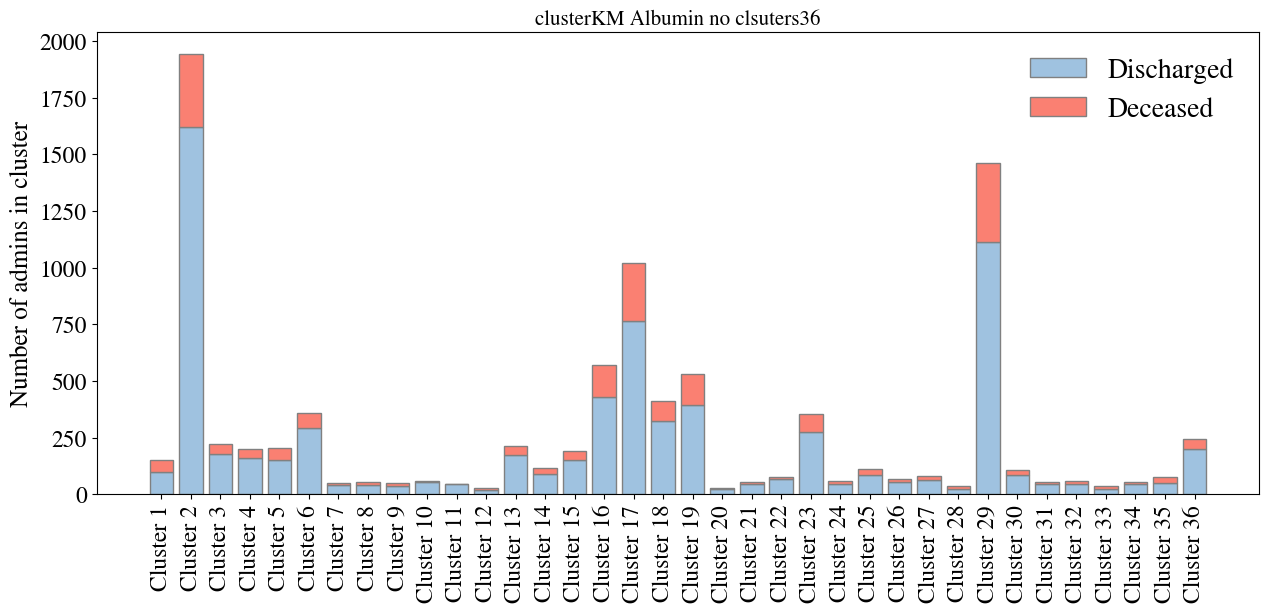 clusterKM Albumin no clsuters36
Discharged
Deceased
Number of admins in cluster
2000
1750
1500
1250
1000
750
500
250
0
Cluster 1
Cluster 2
Cluster 3
Cluster 4
Cluster 5
Cluster 6
Cluster 7
Cluster 8
Cluster 9
Cluster 10
Cluster 11
Cluster 12
Cluster 13
Cluster 14
Cluster 15
Cluster 16
Cluster 17
Cluster 18
Cluster 19
Cluster 20
Cluster 21
Cluster 22
Cluster 23
Cluster 24
Cluster 25
Cluster 26
Cluster 27
Cluster 28
Cluster 29
Cluster 30
Cluster 31
Cluster 32
Cluster 33
Cluster 34
Cluster 35
Cluster 36